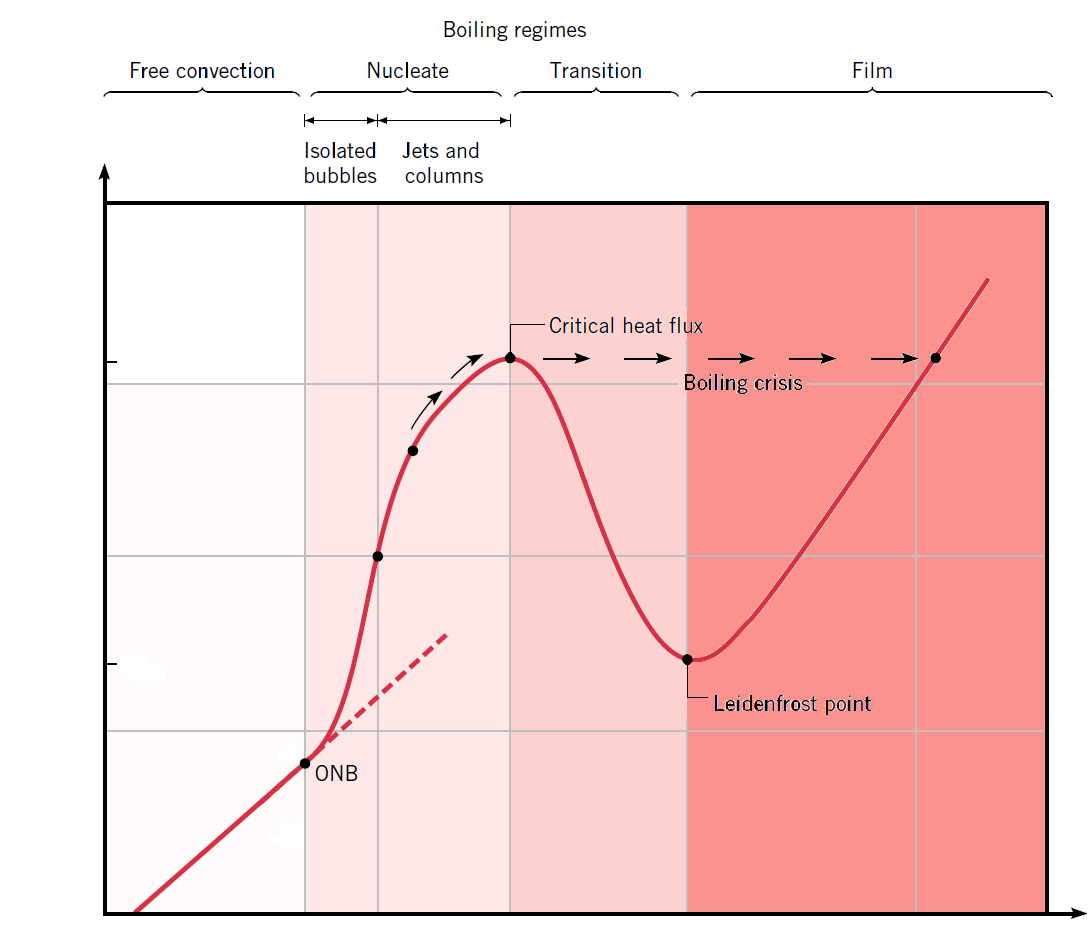 Boiling regimes
Free convection
Nucleate
Transition
Film
Isolated
bubbles
Jets and
columns
Critical heat flux
Boiling crisis
Leidenfrost point
ONB